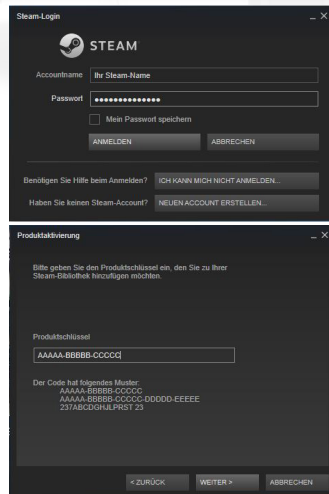 Steam-Login
STEAM
Accountname Ihr Steam-Name
Passwort ••••••••••••••
Mein Passwort speichern
ANMELDEN ABBRECHEN
Benötigen Sie Hilfe beim Anmelden? ICH KANN MICH NICHT ANMELDEN...
Haben Sie keinen Steam-Account? NEUEN ACCOUNT ERSTELLEN...
Produktaktivierung
Bitte geben Sie den Produktschlüssel ein, den Sie zu Ihrer
Steam-Bibliothek hinzufügen möchten.
Produktschlüssel
AAAAA-BBBBB-CCCCC
Der Code hat folgendes Muster:
AAAAA-BBBBB-CCCCC
AAAAA-BBBBB-CCCCC-DDDDD-EEEEE
237ABCDGHJLPRST 23
< ZURÜCK WEITER > ABBRECHEN